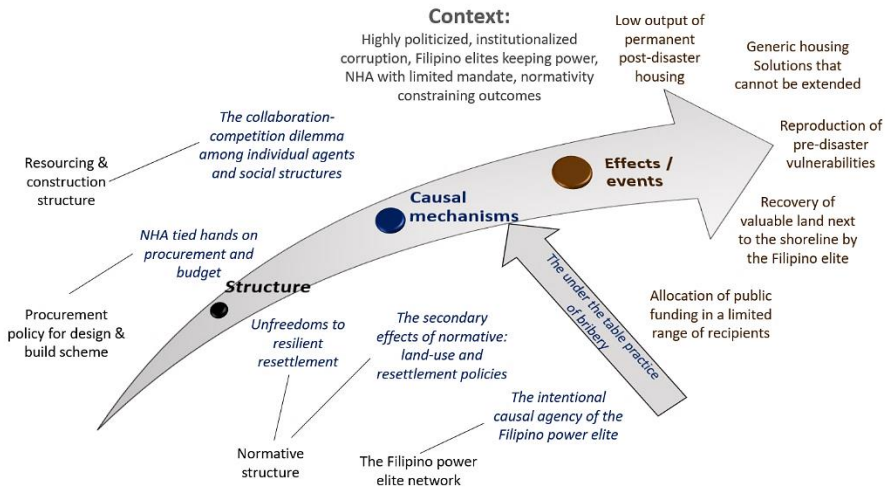 Context:
Highly politicized, institutionalized
corruption, Filipino elites keeping power,
NHA with limited mandate, normativity
constraining outcomes
Low output of
permanent
post-disaster
housing
Generic housing
Solutions that
cannot be extended
Reproduction of
pre-disaster
vulnerabilities
Recovery of
valuable land next
to the shoreline by
the Filipino elite
Allocation of public
funding in a limited
range of recipients
Effects /
events
Causal
mechanisms
Structure
The collaboration-
competition dilemma
among individual agents
and social structures
Resourcing &
construction
structure
NHA tied hands on
procurement and
budget
Procurement
policy for design &
build scheme
Unfreedoms to
resilient
resettlement
The secondary
effects of normative:
land-use and
resettlement policies
Normative
structure
The intentional
causal agency of the
Filipino power elite
The Filipino power
elite network
The under the table practice
of bribery